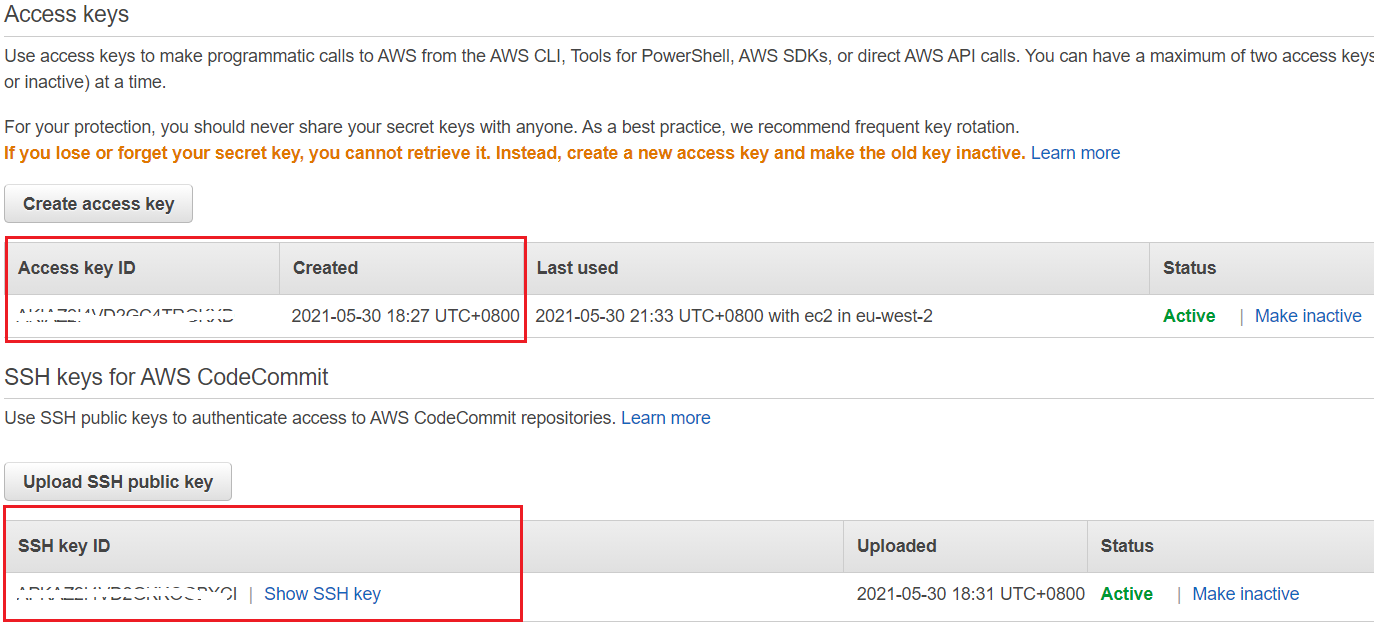 Access keys
Use access keys to make programmatic calls to AWS from the AWS CLI, Tools for PowerShell, AWS SDKs, or direct AWS API calls. You can have a maximum of two access keys
or inactive) at a time.
For your protection, you should never share your secret keys with anyone. As a best practice, we recommend frequent key rotation.
If you lose or forget your secret key, you cannot retrieve it. Instead, create a new access key and make the old key inactive. Learn more
Create access key
Access key ID Created Last used Status
2021-05-30 18:27 UTC+0800 2021-05-30 21:33 UTC+0800 with ec2 in eu-west-2 Active | Make inactive
SSH keys for AWS CodeCommit
Use SSH public keys to authenticate access to AWS CodeCommit repositories. Learn more
Upload SSH public key
SSH key ID Uploaded Status
| Show SSH key 2021-05-30 18:31 UTC+0800 Active | Make inactive